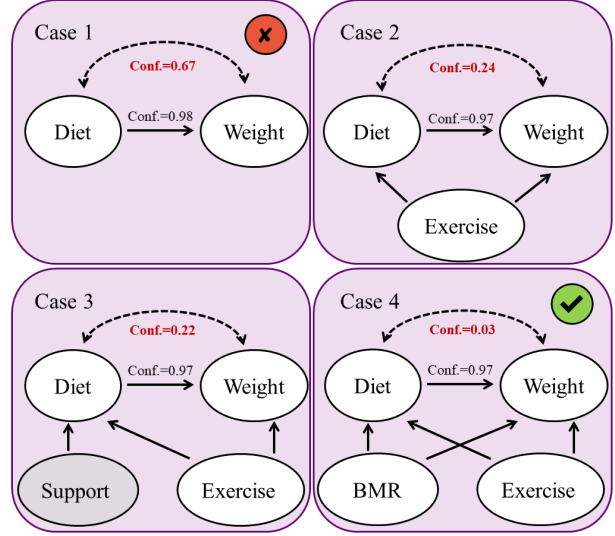 Case 1
Conf.=0.67
Diet
Conf.=0.98
Weight
Case 2
Conf.=0.24
Diet
Conf.=0.97
Weight
Exercise
Case 3
Conf.=0.22
Diet
Conf.=0.97
Weight
Support
Exercise
Case 4
Conf.=0.03
Diet
Conf.=0.97
Weight
BMR
Exercise